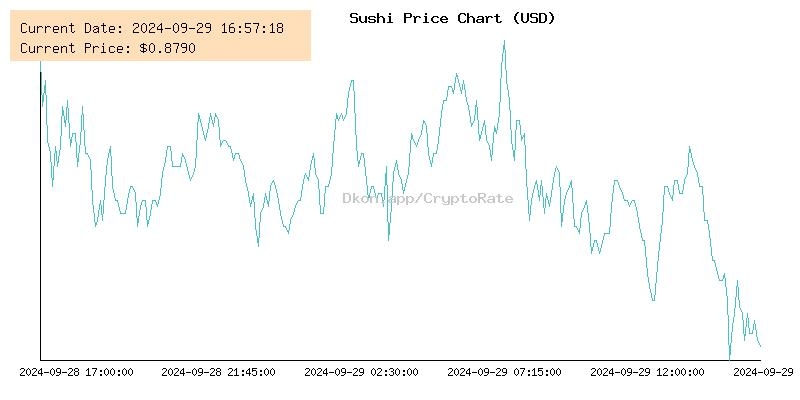 Sushi Price Chart (USD)
Current Date: 2024-09-29 16:57:18
Current Price: $0.8790
Dkon.app/CryptoRate
2024-09-28 17:00:00 2024-09-28 21:45:00 2024-09-29 02:30:00 2024-09-29 07:15:00 2024-09-29 12:00:00 2024-09-29